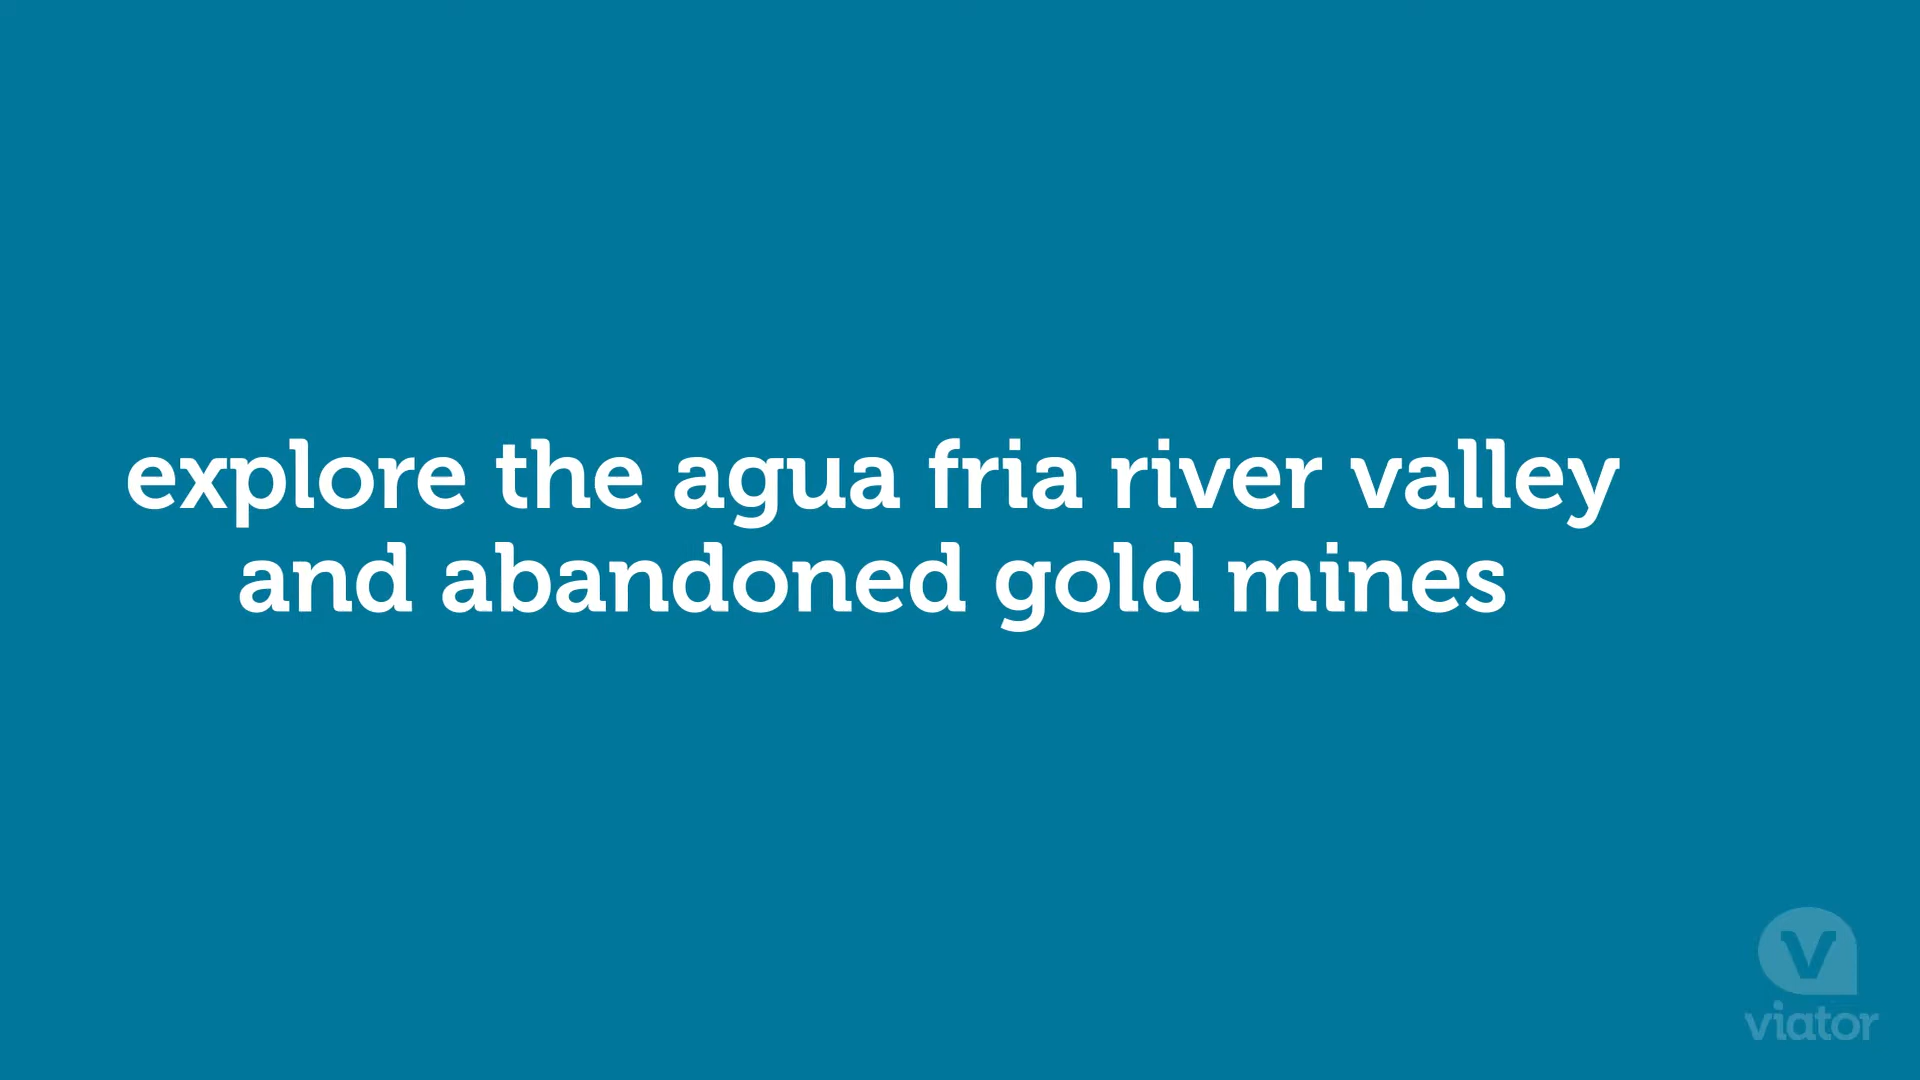 explore the agua fria river valley
and abandoned gold mines
v
viator